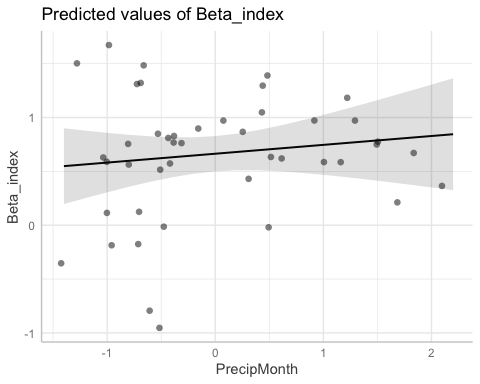 Predicted values of Beta_index
1
0
-1
Beta_index
-1
0
1
2
PrecipMonth